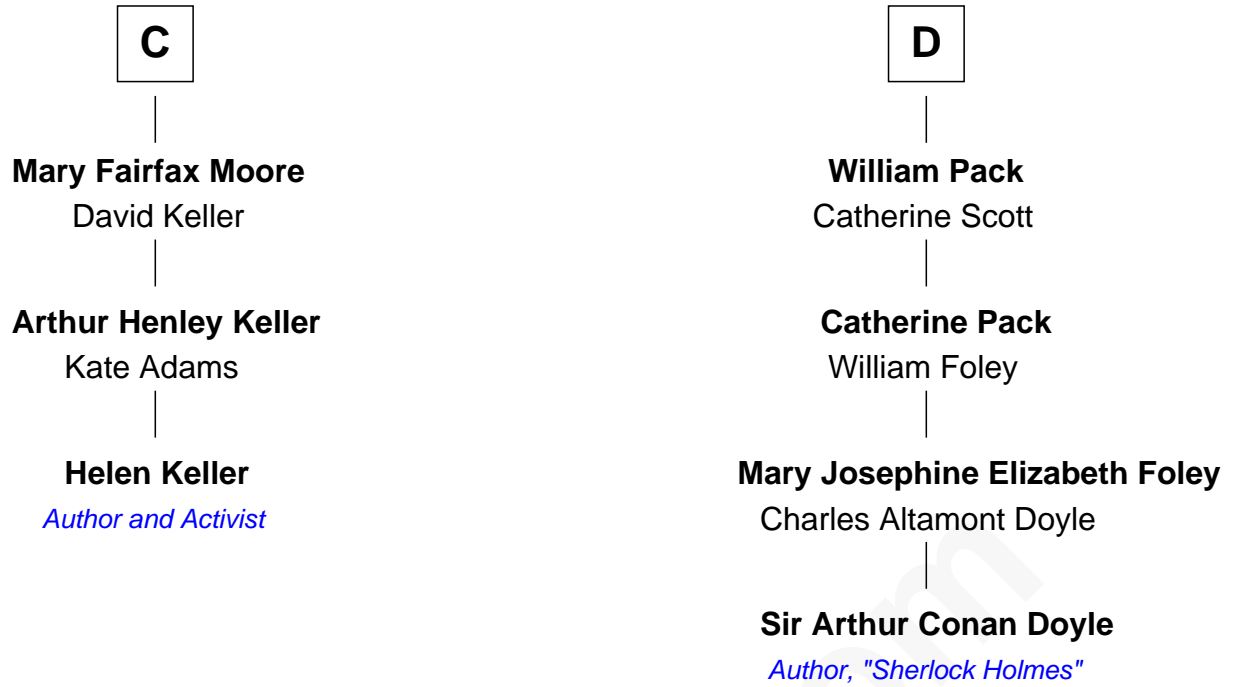 C
Mary Fairfax Moore
David Keller
Arthur Henley Keller
Kate Adams
Helen Keller
Author and Activist
D
William Pack
Catherine Scott
Catherine Pack
William Foley
Mary Josephine Elizabeth Foley
Charles Altamont Doyle
Sir Arthur Conan Doyle
Author, "Sherlock Holmes"
om